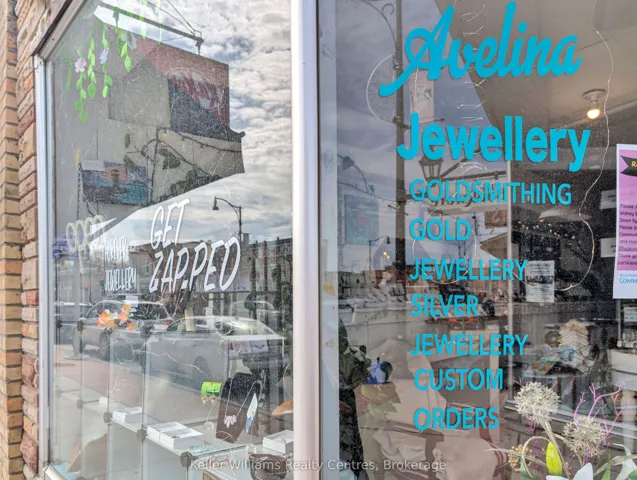 Avelina
Jewellery
GOLDSMITHING
GOLD
JEWELLERY
SILVER
JEWELLERY
CUSTOM
ORDERS
GET
ZAPPED
JEWELLERY
Keller Williams Realty Centres, Brokerage